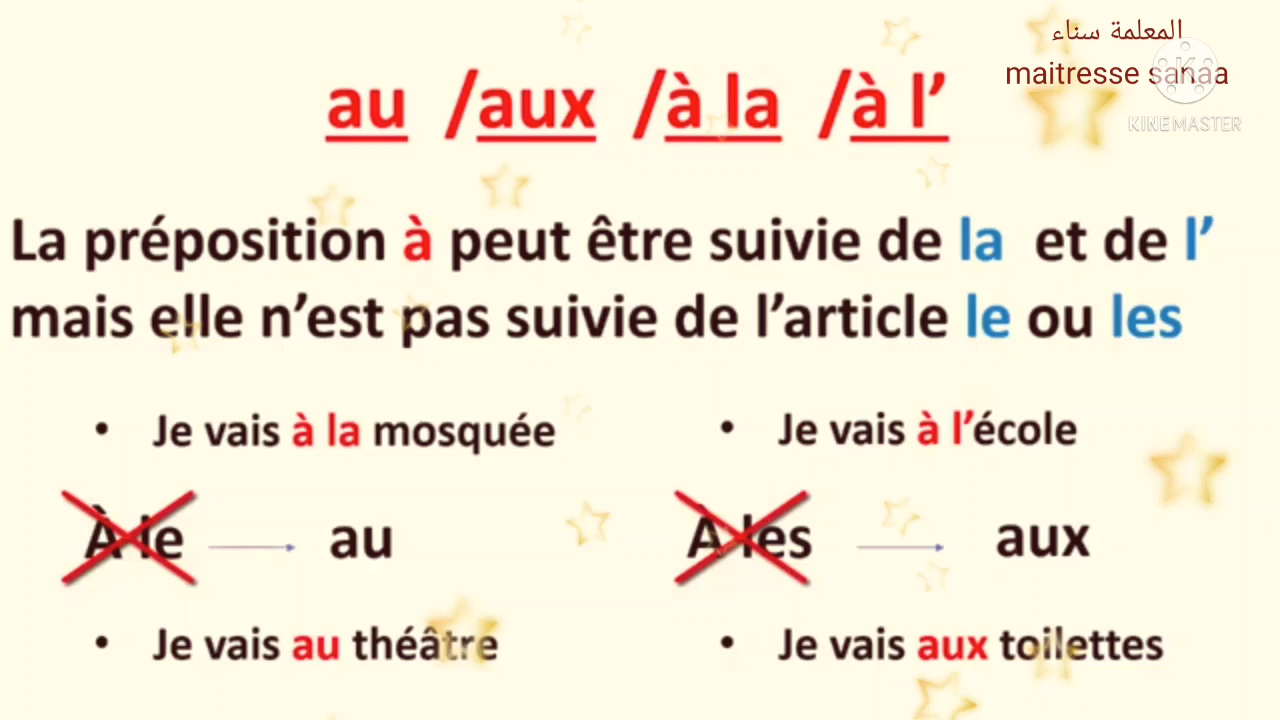 المعلمة سناء
maitresse sanaa
KINEMASTER
au /aux /à la /à l’
La préposition à peut être suivie de la et de l’
mais elle n’est pas suivie de l’article le ou les
• Je vais à la mosquée
• Je vais à l’école
À le → au
À les → aux
• Je vais au théâtre
• Je vais aux toilettes